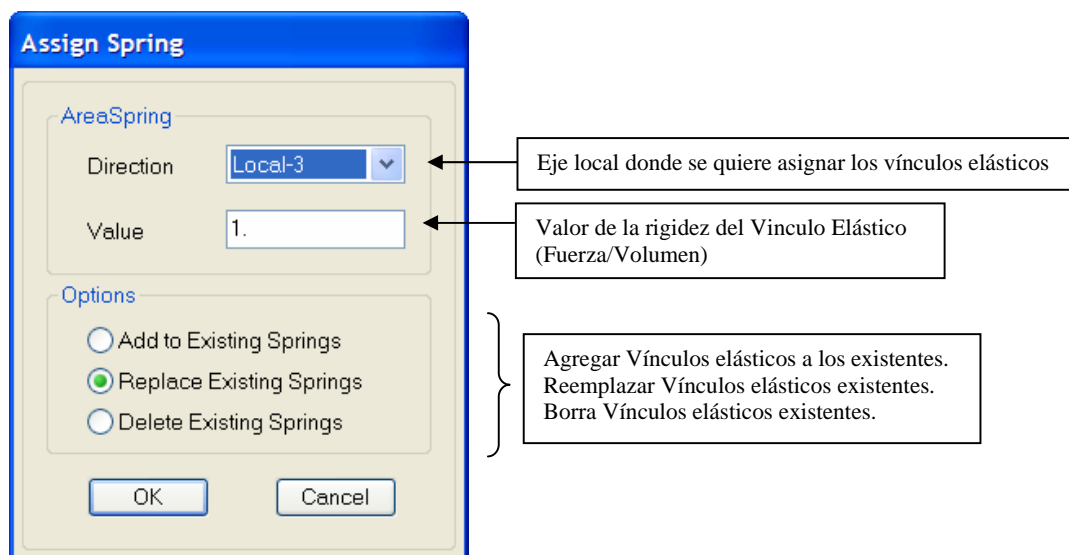 Assign Spring
AreaSpring
Direction
Local-3
Eje local donde se quiere asignar los vínculos elásticos
Value
1.
Valor de la rigidez del Vinculo Elástico
(Fuerza/Volumen)
Options
Add to Existing Springs
Replace Existing Springs
Delete Existing Springs
Agregar Vínculos elásticos a los existentes.
Reemplazar Vínculos elásticos existentes.
Borra Vínculos elásticos existentes.
OK
Cancel